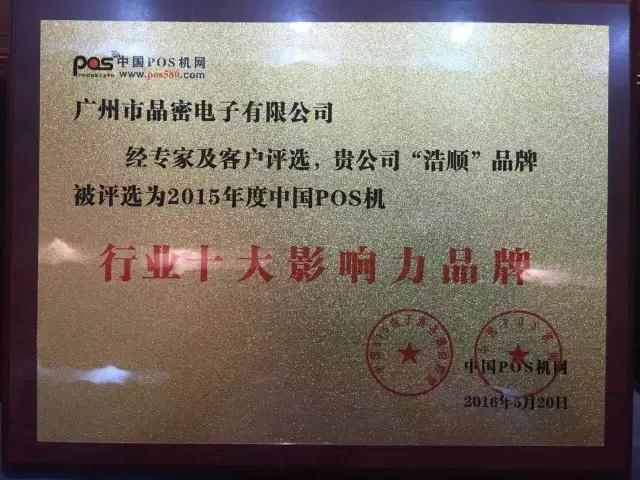 pos 中国POS机网
www.pos580.com
广州市晶密电子有限公司
经专家及客户评选，贵公司“浩顺”品牌
被评选为2015年度中国POS机
行业十大影响力品牌
中国POS机网
2016年5月20日